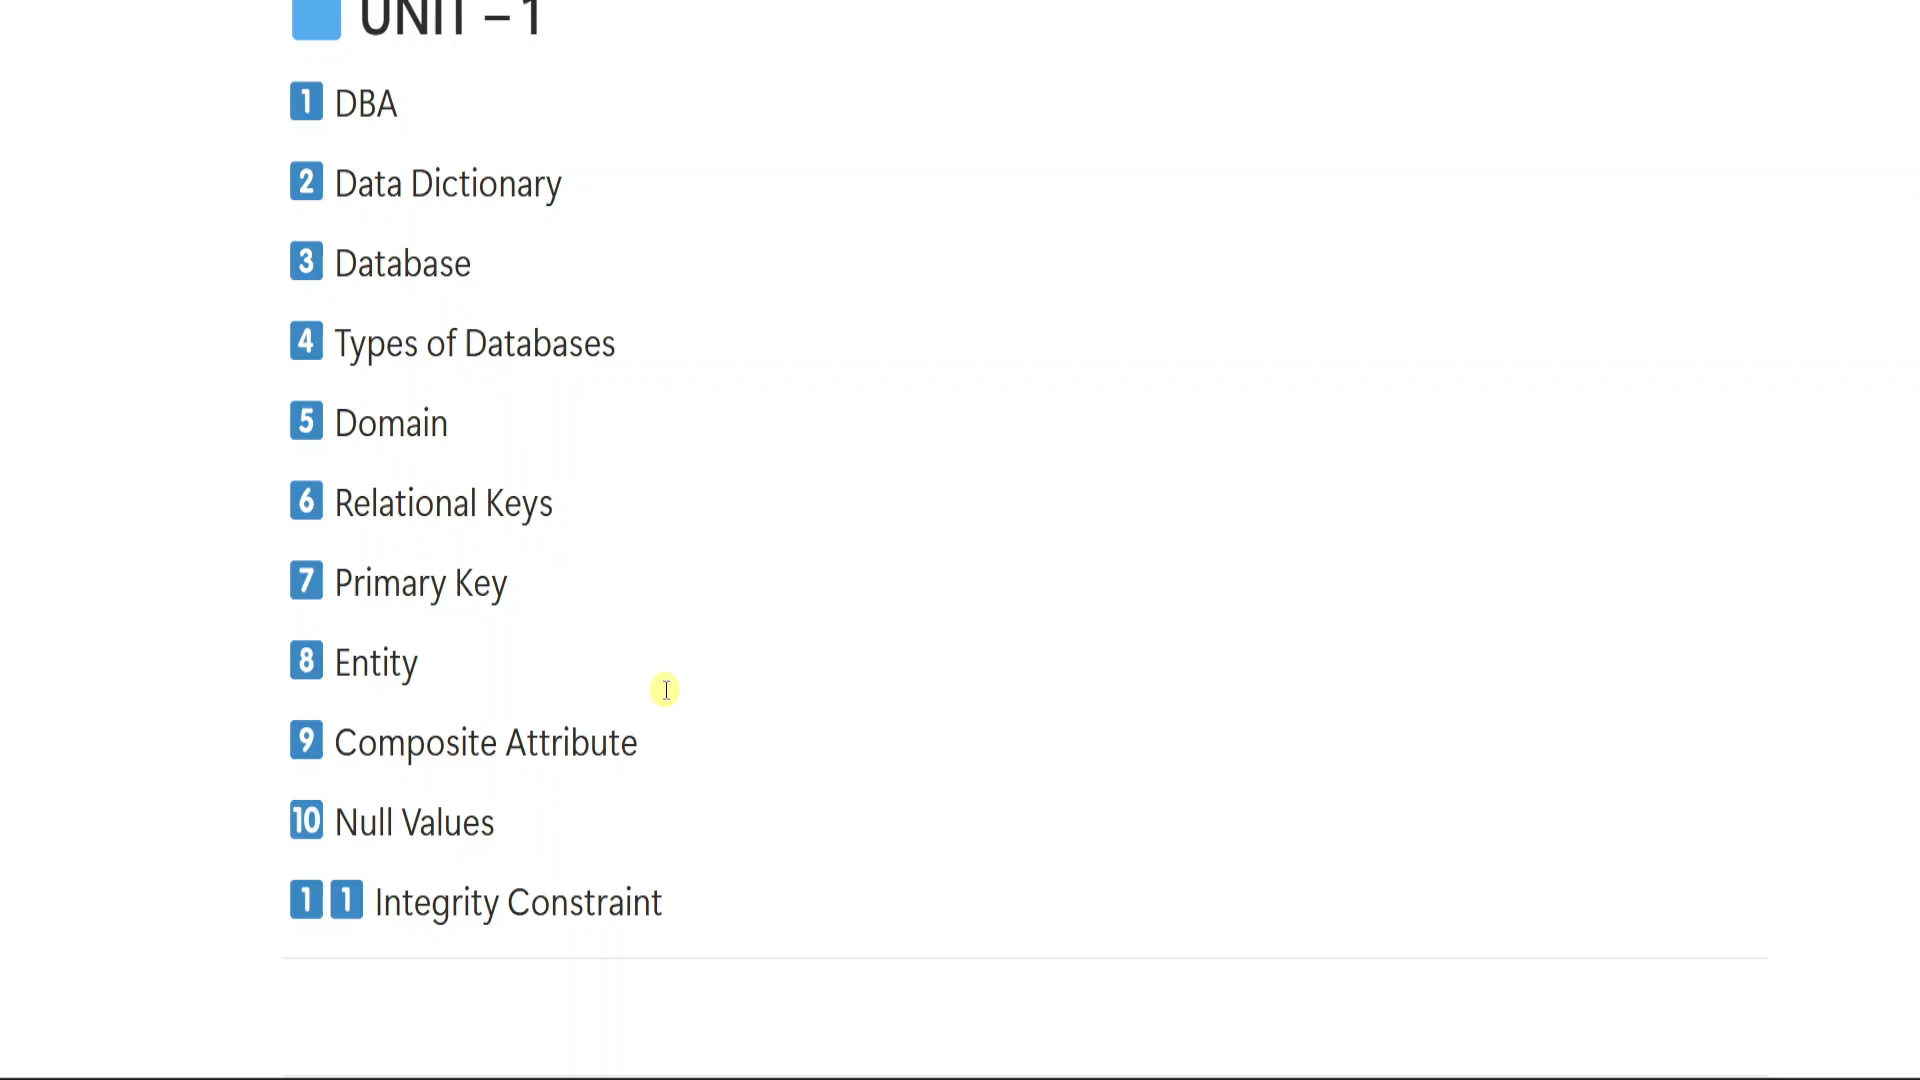 UNIT – 1
1 DBA
2 Data Dictionary
3 Database
4 Types of Databases
5 Domain
6 Relational Keys
7 Primary Key
8 Entity
9 Composite Attribute
10 Null Values
1 1 Integrity Constraint